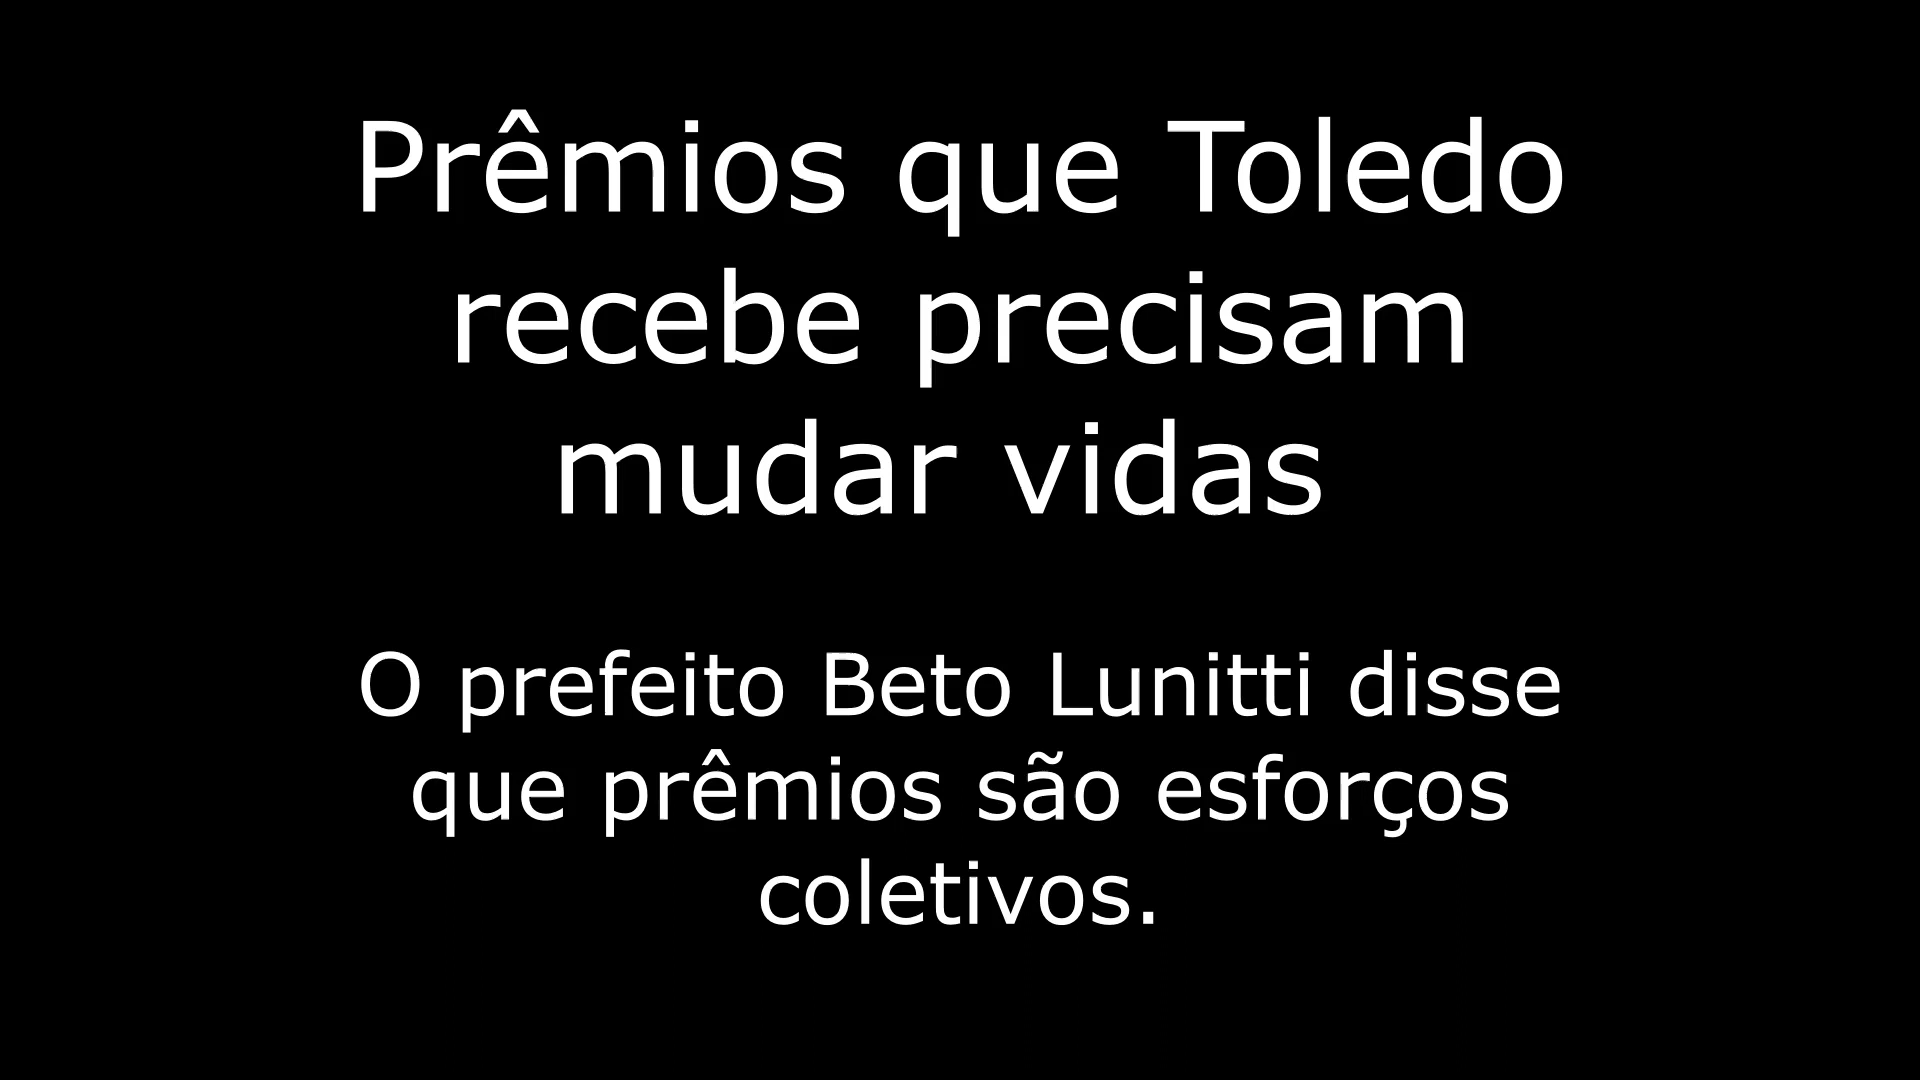 Prêmios que Toledo
recebe precisam
mudar vidas
O prefeito Beto Lunitti disse
que prêmios são esforços
coletivos.